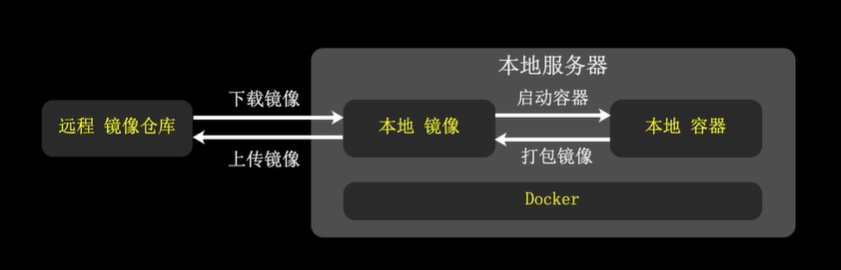 本地服务器
下载镜像
启动容器
远程 镜像仓库
本地 镜像
本地 容器
上传镜像
打包镜像
Docker